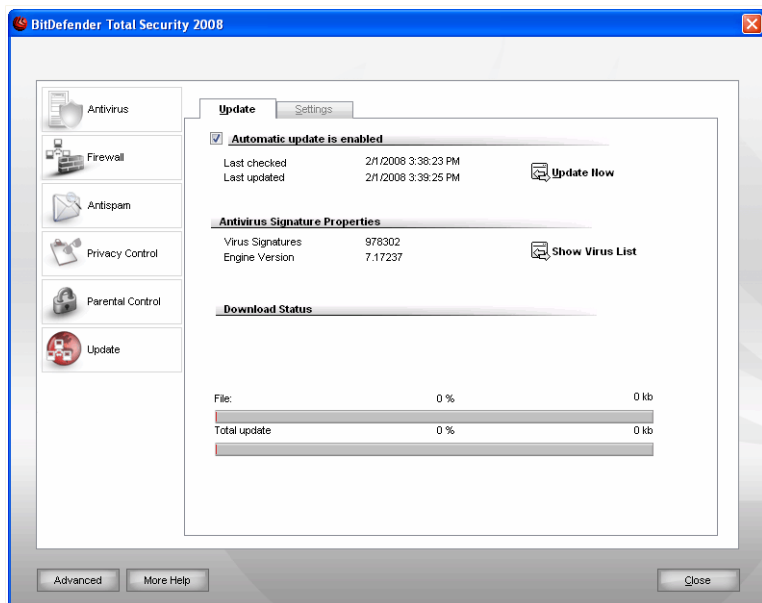 BitDefender Total Security 2008
Antivirus
Firewall
Antispam
Privacy Control
Parental Control
Update
Update Settings
Automatic update is enabled
Last checked 2/1/2008 3:38:23 PM
Last updated 2/1/2008 3:39:25 PM
Update Now
Antivirus Signature Properties
Virus Signatures 978302
Engine Version 7.17237
Show Virus List
Download Status
File: 0 % 0 kb
Total update 0 % 0 kb
Advanced More Help Close